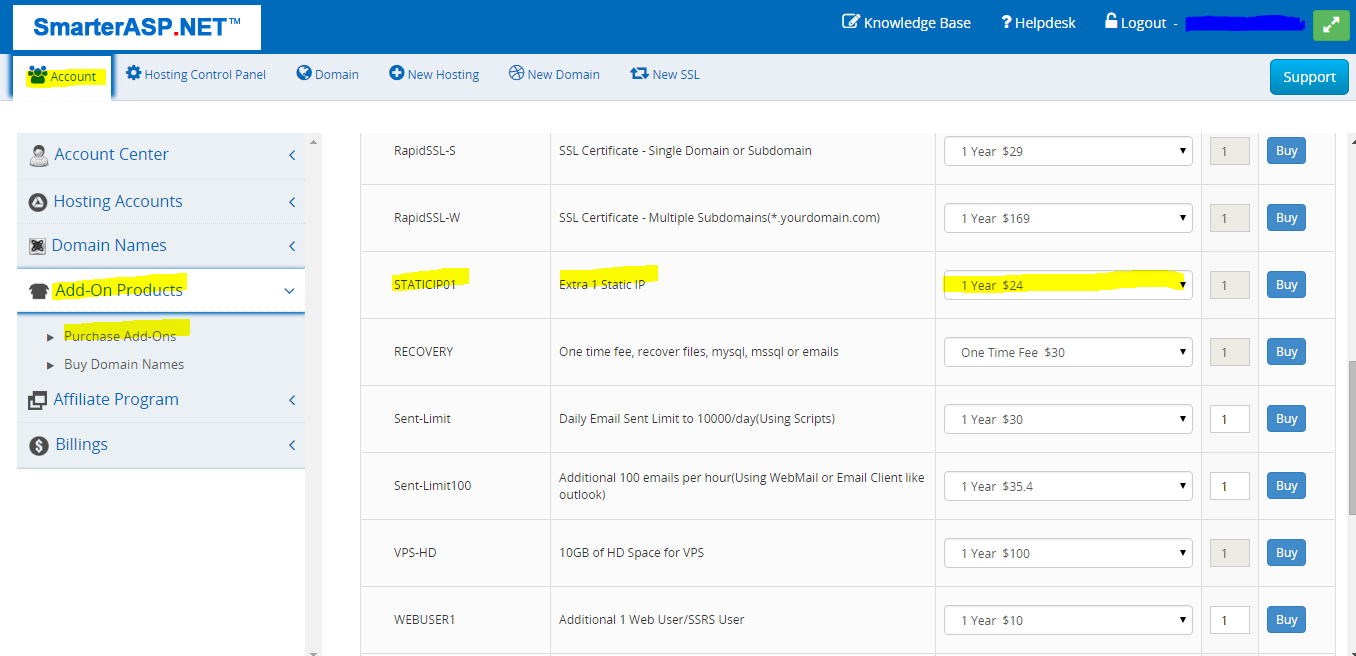 SmarterASP.NET™
Knowledge Base
? Helpdesk
Logout -
Account
Hosting Control Panel
Domain
New Hosting
New Domain
New SSL
Support
Account Center
Hosting Accounts
Domain Names
Add-On Products
Purchase Add-Ons
Buy Domain Names
Affiliate Program
Billings
RapidSSL-S
SSL Certificate - Single Domain or Subdomain
1 Year $29
1
Buy
RapidSSL-W
SSL Certificate - Multiple Subdomains(*.yourdomain.com)
1 Year $169
1
Buy
STATICIP01
Extra 1 Static IP
1 Year $24
1
Buy
RECOVERY
One time fee, recover files, mysql, mssql or emails
One Time Fee $30
1
Buy
Sent-Limit
Daily Email Sent Limit to 10000/day(Using Scripts)
1 Year $30
1
Buy
Sent-Limit100
Additional 100 emails per hour(Using WebMail or Email Client like
outlook)
1 Year $35.4
1
Buy
VPS-HD
10GB of HD Space for VPS
1 Year $100
1
Buy
WEBUSER1
Additional 1 Web User/SSRS User
1 Year $10
1
Buy